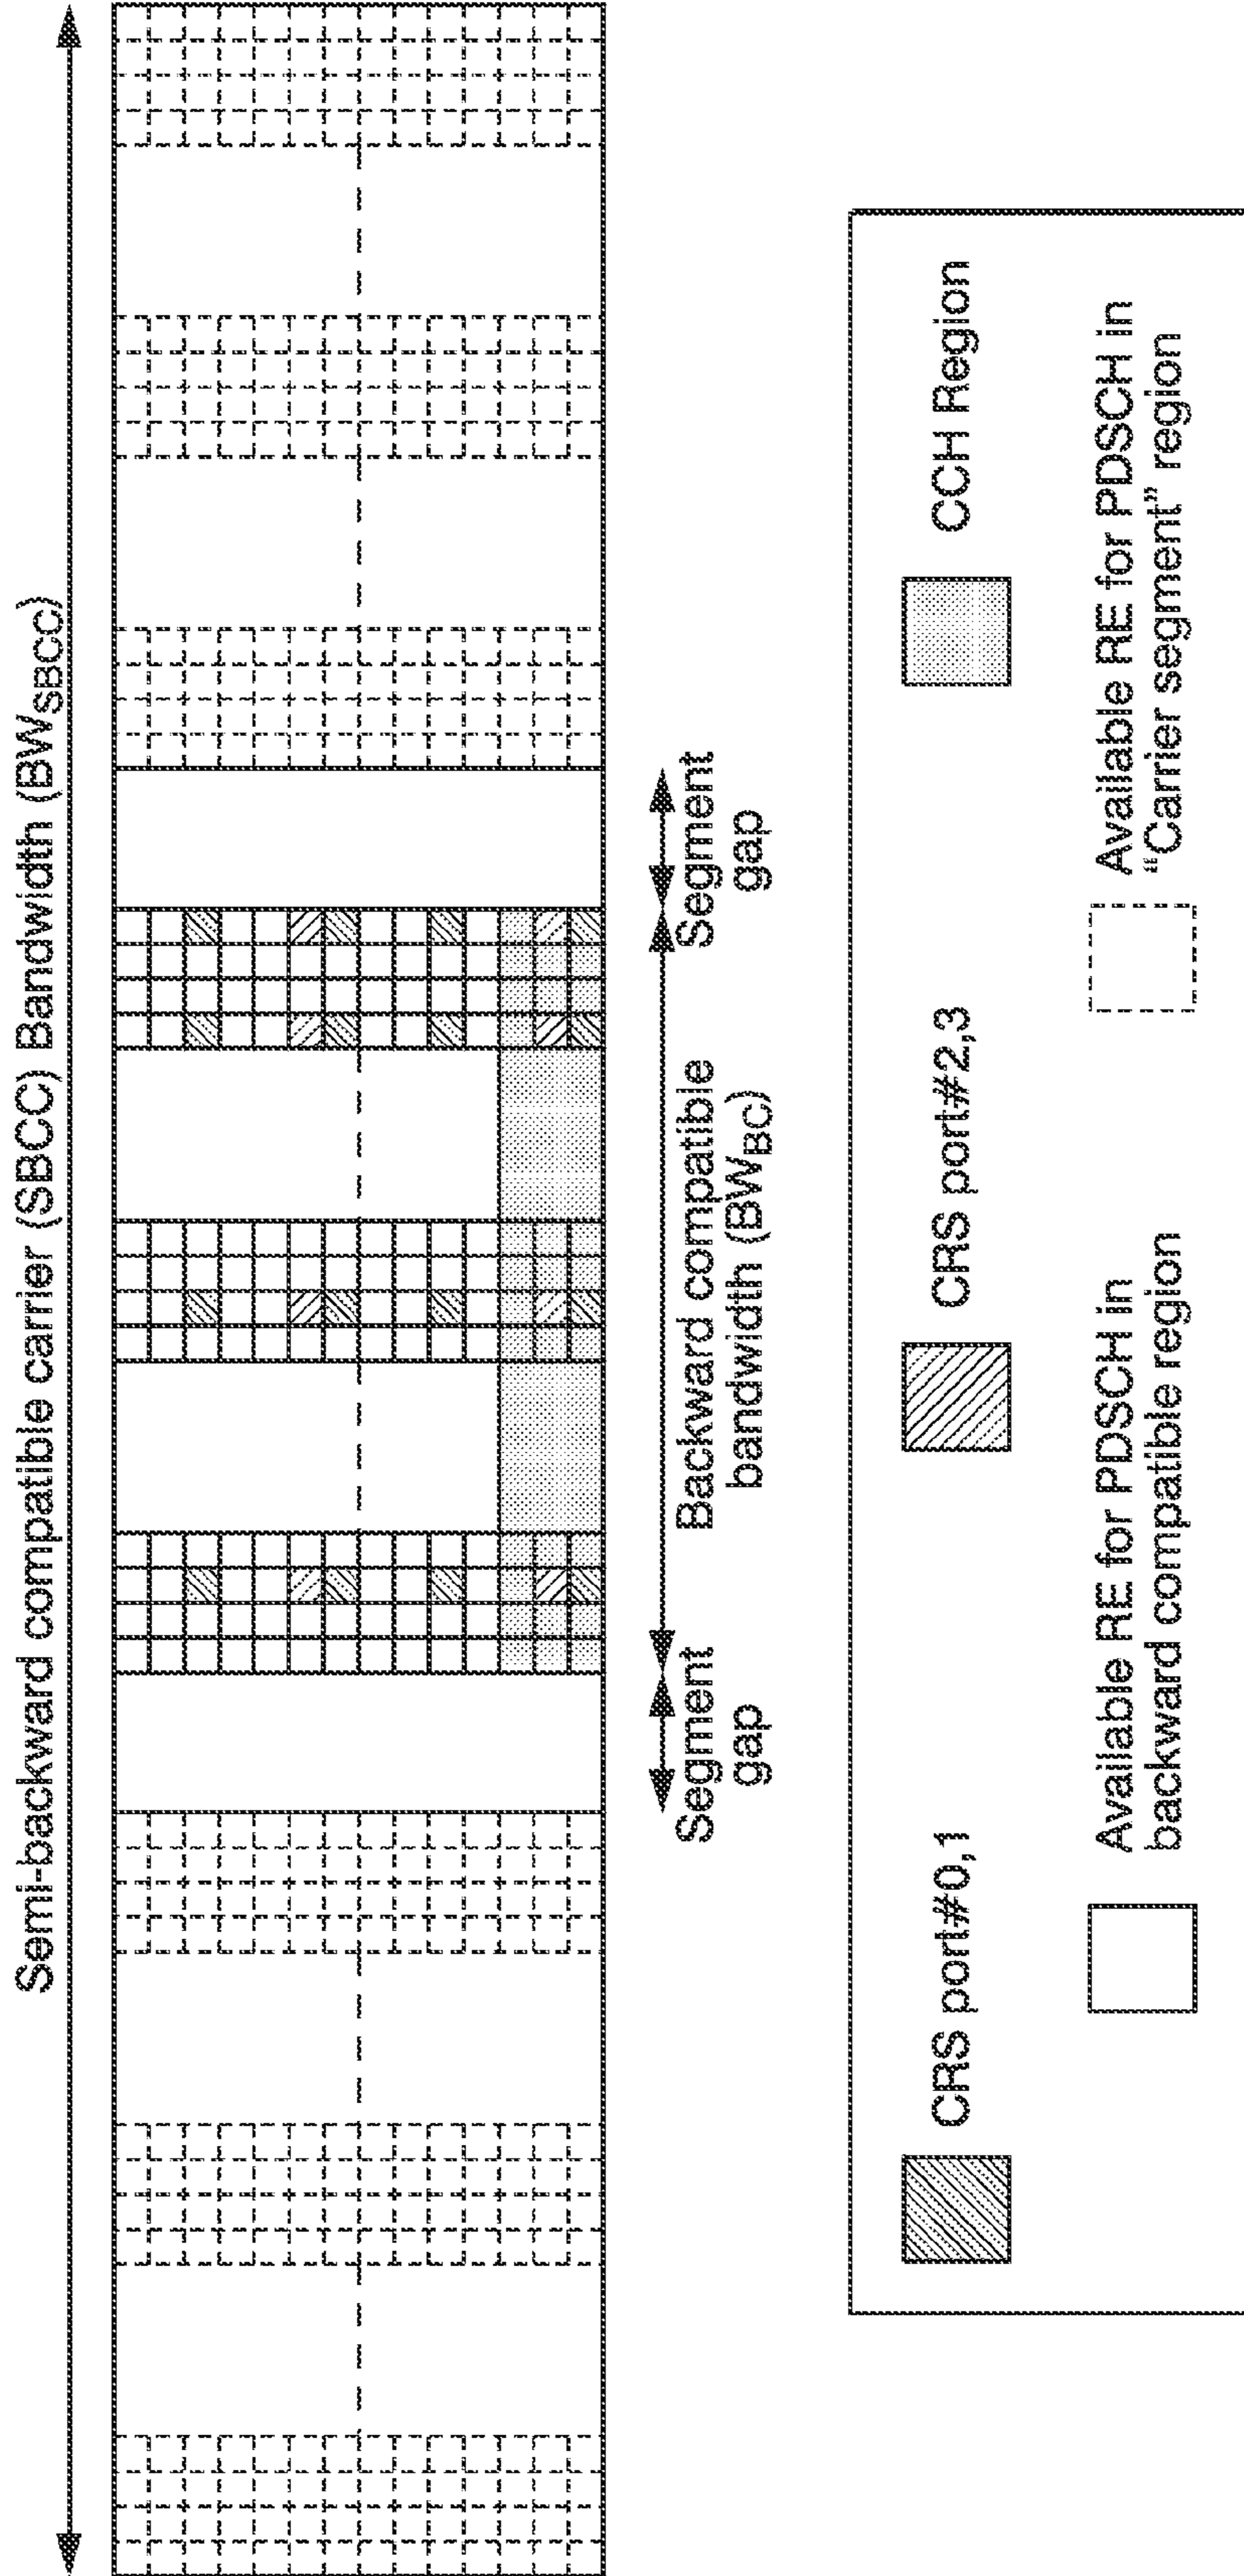 Semi-backward compatible carrier (SBCC) Bandwidth (BWSBCC)
Segment
gap
Backward compatible
bandwidth (BWBC)
Segment
gap
CRS port#0,1
CRS port#2,3
CCH Region
Available RE for PDSCH in
backward compatible region
Available RE for PDSCH in
“Carrier segment” region